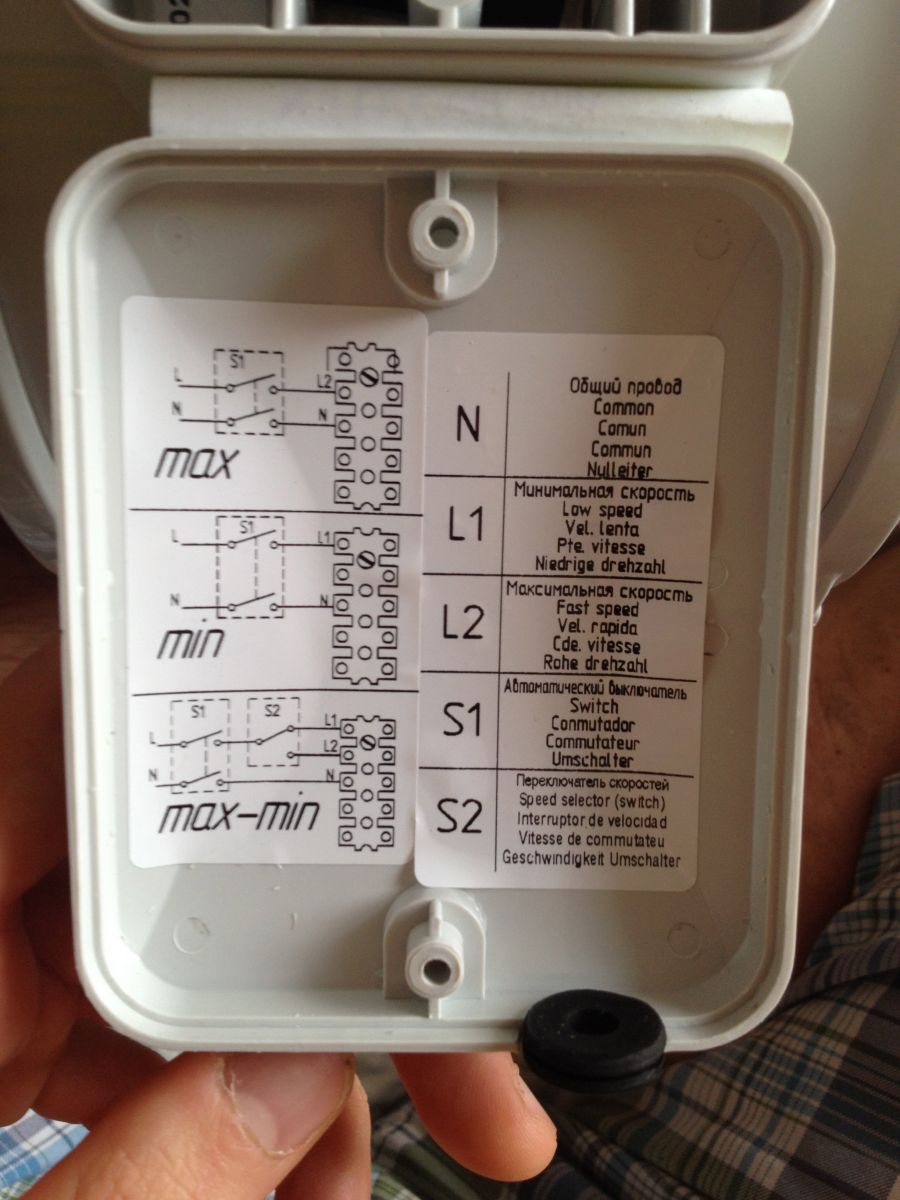 02
S1
L
L2
N
N
max
S1
L
L1
N
N
min
S1
S2
L
L1
L2
N
N
max-min
N
Общий провод
Common
Comun
Commun
Nulleiter
L1
Минимальная скорость
Low speed
Vel. lenta
Pte. vitesse
Niedrige drehzahl
L2
Максимальная скорость
Fast speed
Vel. rapida
Cde. vitesse
Rohe drehzahl
S1
Автоматический выключатель
Switch
Conmutador
Commutateur
Umschalter
S2
Переключатель скоростей
Speed selector (switch)
Interruptor de velocidad
Vitesse de commutateu
Geschwindigkeit Umschalter